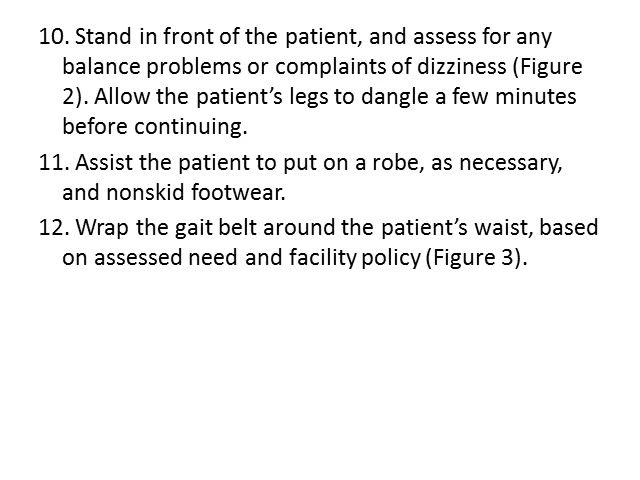 10. Stand in front of the patient, and assess for any
balance problems or complaints of dizziness (Figure
2). Allow the patient’s legs to dangle a few minutes
before continuing.
11. Assist the patient to put on a robe, as necessary,
and nonskid footwear.
12. Wrap the gait belt around the patient’s waist, based
on assessed need and facility policy (Figure 3).